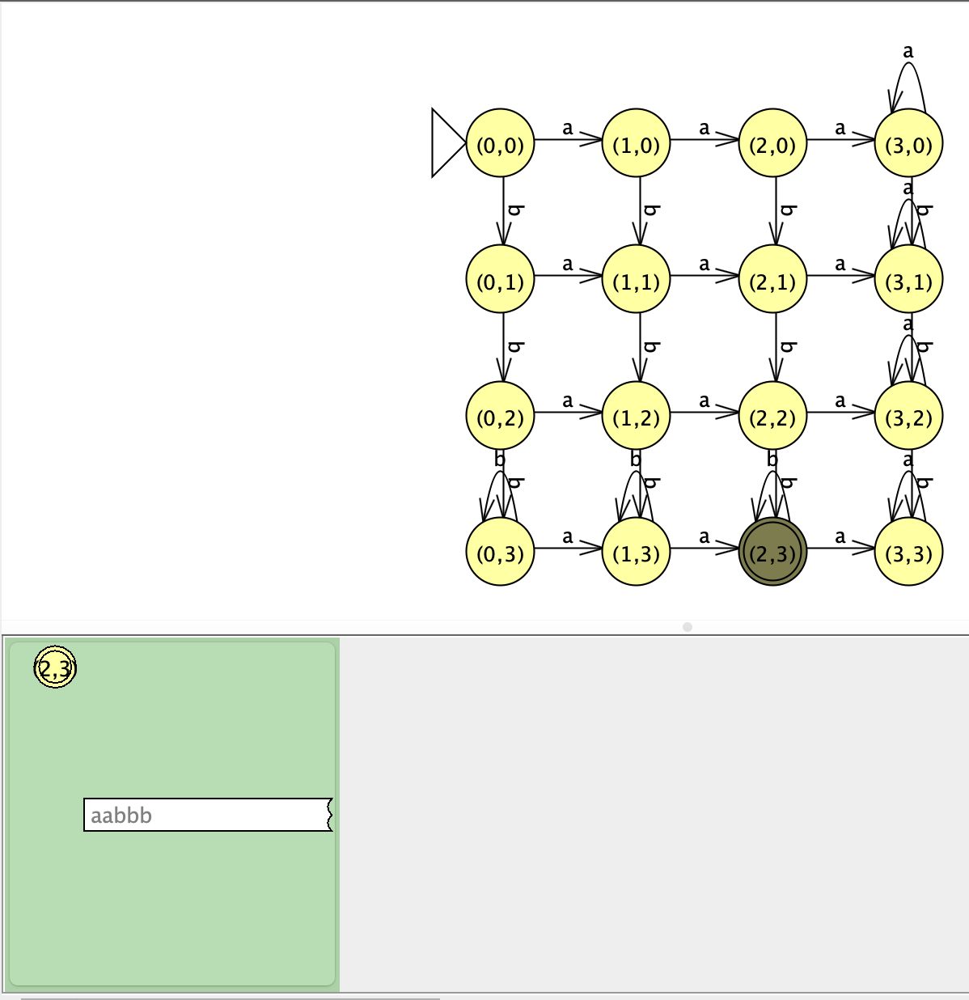 a
(0,0) a (1,0) a (2,0) a (3,0)
a
b b b b
(0,1) a (1,1) a (2,1) a (3,1)
a
b b b b
(0,2) a (1,2) a (2,2) a (3,2)
b b b a
b b b b
(0,3) a (1,3) a (2,3) a (3,3)
2,3
aabbb